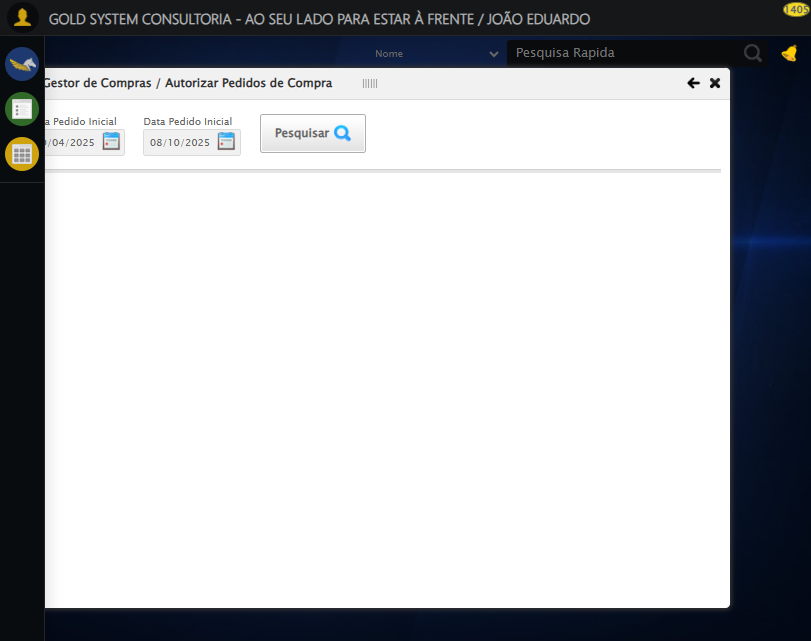 GOLD SYSTEM CONSULTORIA - AO SEU LADO PARA ESTAR À FRENTE / JOÃO EDUARDO
1405
Nome
Pesquisa Rapida
Gestor de Compras / Autorizar Pedidos de Compra
a Pedido Inicial
Data Pedido Inicial
/04/2025
08/10/2025
Pesquisar